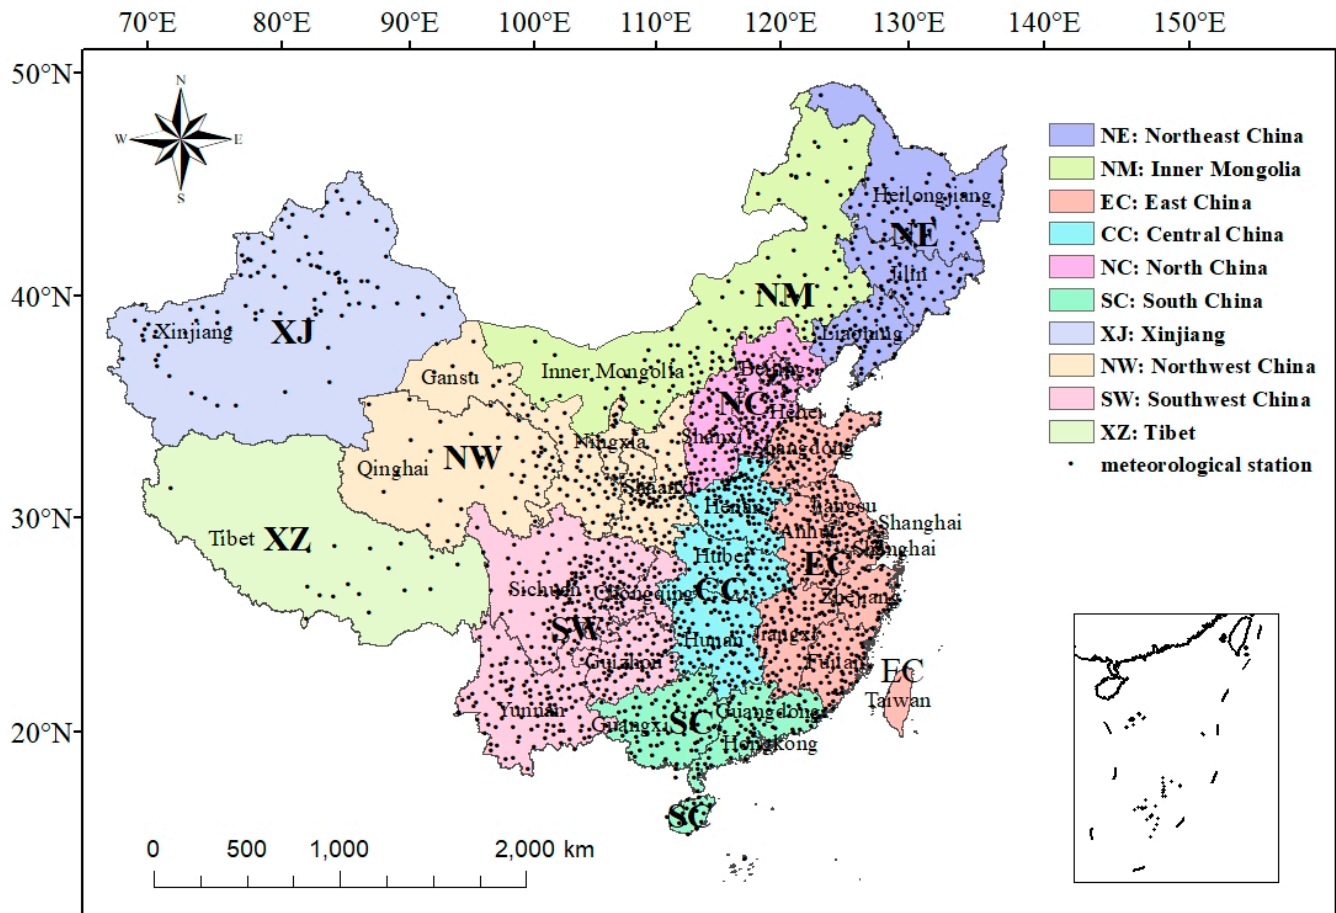 70°E 80°E 90°E 100°E 110°E 120°E 130°E 140°E 150°E
50°N
40°N
30°N
20°N
N
W E
S
NE: Northeast China
NM: Inner Mongolia
EC: East China
CC: Central China
NC: North China
SC: South China
XJ: Xinjiang
NW: Northwest China
SW: Southwest China
XZ: Tibet
meteorological station
Heilongjiang
NE
Jilin
NM
Liaoning
Xinjiang
XJ
Inner Mongolia
Gansu
Beijing
NC
Hebei
Shanxi
Ningxia
Shandong
Qinghai
NW
Shaanxi
Henan
Jiangsu
Anhui
Shanghai
Shanghai
Tibet
XZ
Hubei
EC
Sichuan
Chongqing
CC
Zhejiang
SW
Hunan
Jiangxi
Guizhou
Fujian
EC
Taiwan
Yunnan
Guangxi
SC
Guangdong
Hongkong
SC
0 500 1,000 2,000 km